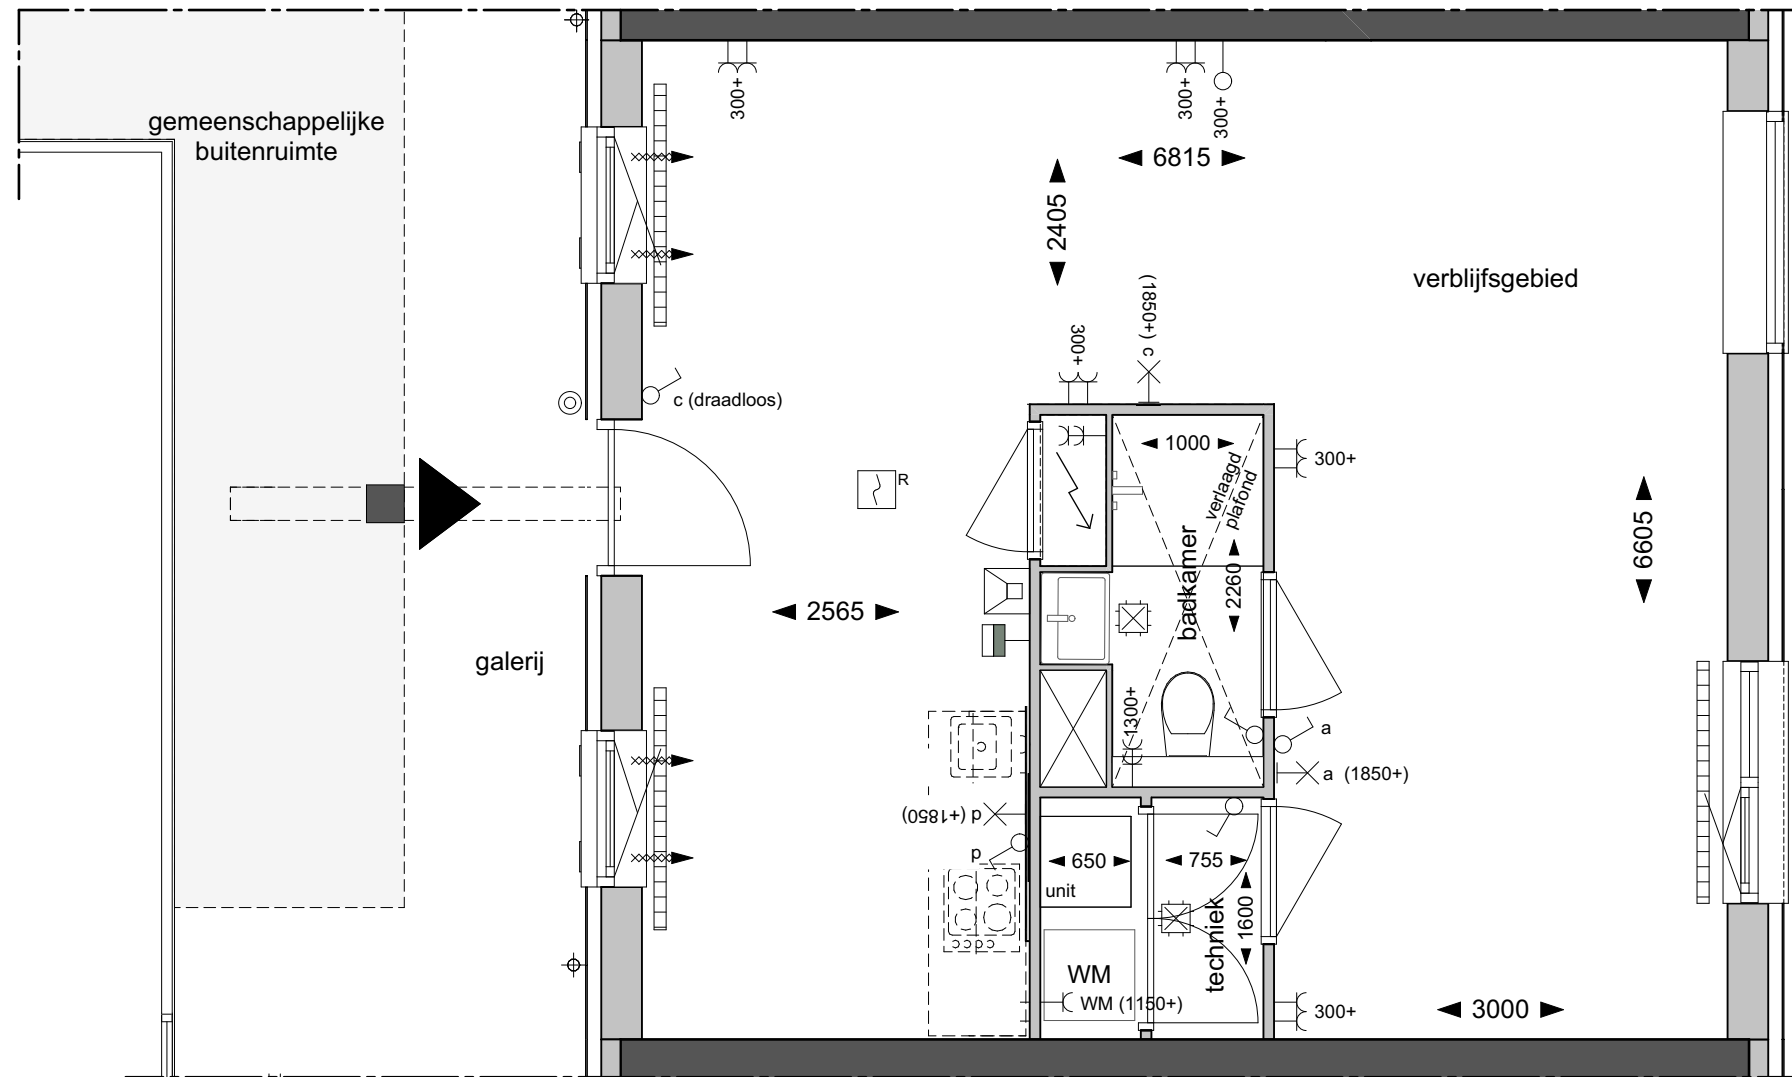 gemeenschappelijke
buitenruimte
300+
300+
300+
6815
2405
verblijfsgebied
(1850+) c
300+
c (draadloos)
1000
verlaagd
plafond
300+
R
badkamer
2260
6605
2565
galerij
1300+
a
a (1850+)
d (+1850)
d
650
755
unit
1600
techniek
WM
WM (1150+)
300+
3000